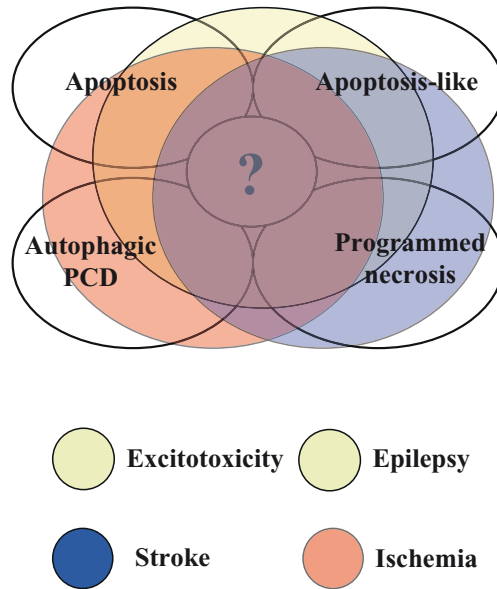 Apoptosis
Apoptosis-like
?
Autophagic
PCD
Programmed
necrosis
Excitotoxicity
Epilepsy
Stroke
Ischemia